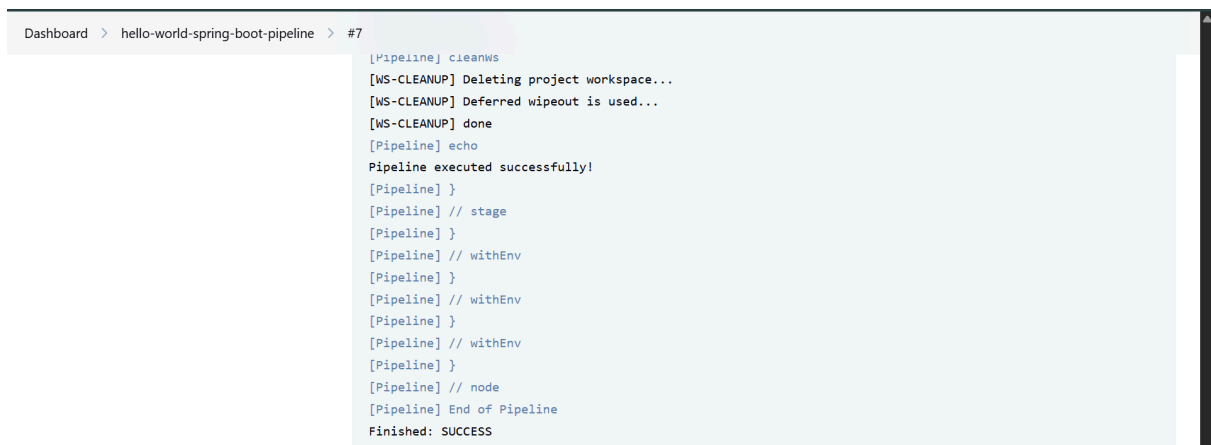 Dashboard > hello-world-spring-boot-pipeline > #7
[Pipeline] cleanWs
[WS-CLEANUP] Deleting project workspace...
[WS-CLEANUP] Deferred wipeout is used...
[WS-CLEANUP] done
[Pipeline] echo
Pipeline executed successfully!
[Pipeline] }
[Pipeline] // stage
[Pipeline] }
[Pipeline] // withEnv
[Pipeline] }
[Pipeline] // withEnv
[Pipeline] }
[Pipeline] // withEnv
[Pipeline] }
[Pipeline] // node
[Pipeline] End of Pipeline
Finished: SUCCESS